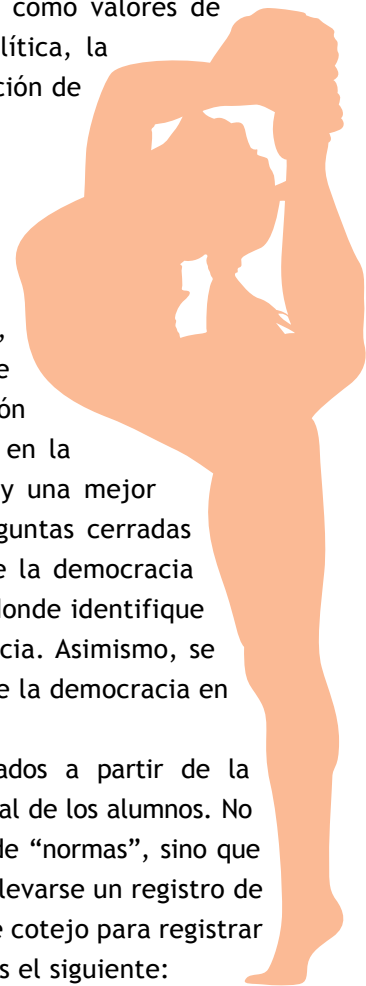 como valores de
lítica, la
ción de
,
e
ón
en la
y una mejor
guntas cerradas
e la democracia
donde identifique
cia. Asimismo, se
e la democracia en
ados a partir de la
al de los alumnos. No
de “normas”, sino que
llevarse un registro de
e cotejo para registrar
s el siguiente: